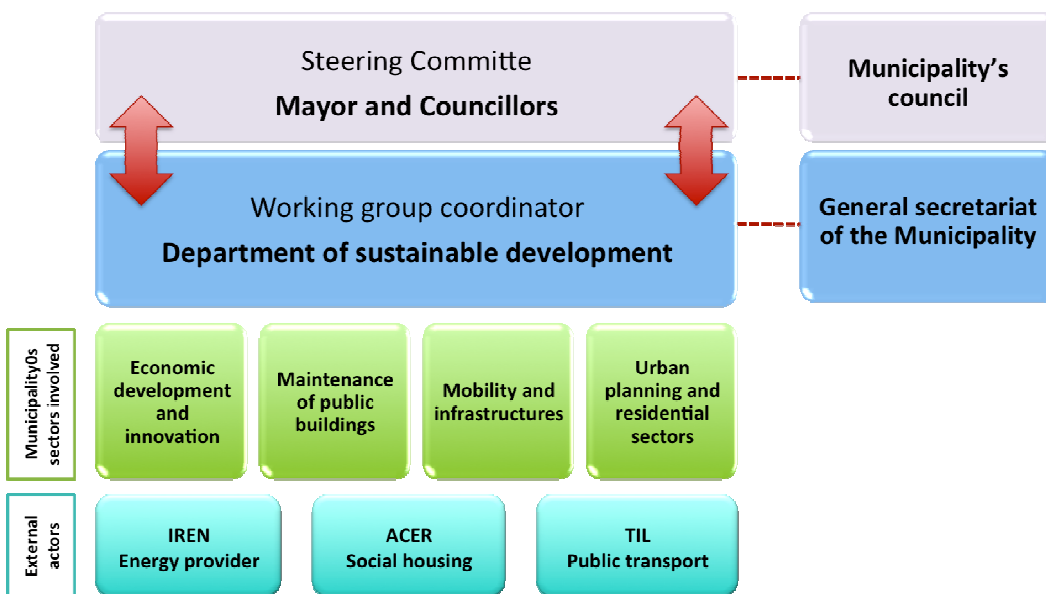 Steering Committe
Mayor and Councillors
Municipality's
council
Working group coordinator
Department of sustainable development
General secretariat
of the Municipality
Municipality0s
sectors involved
Economic
development
and
innovation
Maintenance
of public
buildings
Mobility and
infrastructures
Urban
planning and
residential
sectors
External
actors
IREN
Energy provider
ACER
Social housing
TIL
Public transport